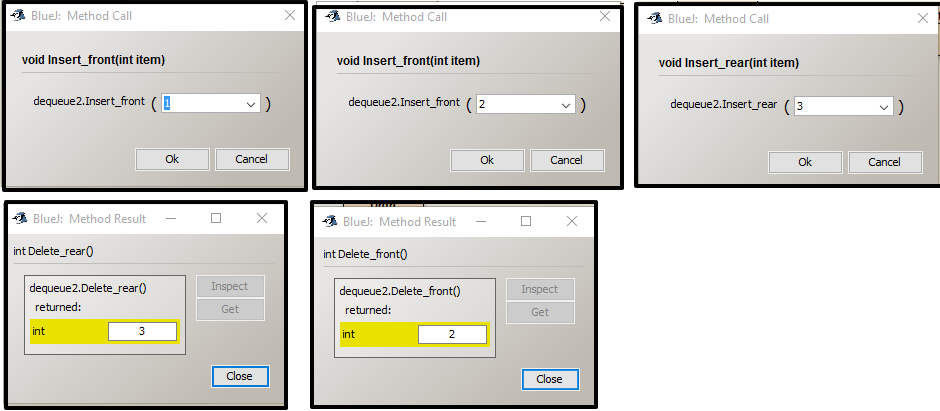 BlueJ: Method Call
void Insert_front(int item)
dequeue2.Insert_front ( 1 )
Ok Cancel
BlueJ: Method Call
void Insert_front(int item)
dequeue2.Insert_front ( 2 )
Ok Cancel
BlueJ: Method Call
void Insert_rear(int item)
dequeue2.Insert_rear ( 3 )
Ok Cancel
BlueJ: Method Result
int Delete_rear()
dequeue2.Delete_rear()
returned:
int 3
Inspect
Get
Close
BlueJ: Method Result
int Delete_front()
dequeue2.Delete_front()
returned:
int 2
Inspect
Get
Close